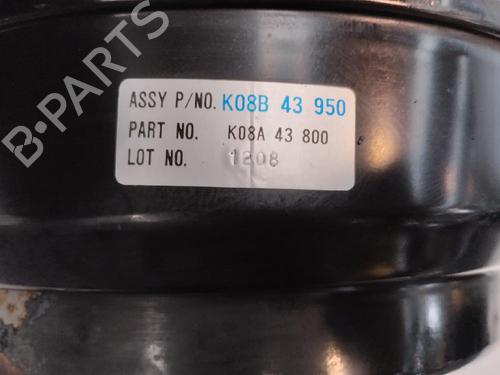 ASSY P/NO. K08B 43 950
PART NO. K08A 43 800
LOT NO. 1208
B-PARTS